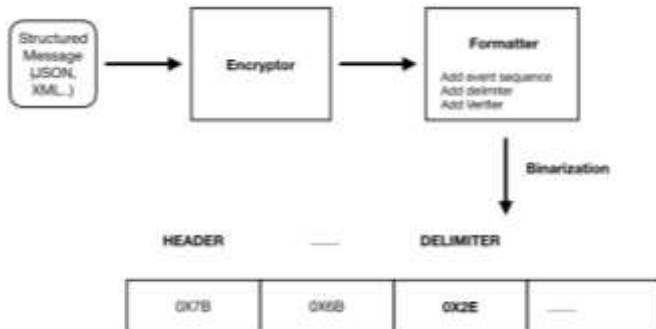 Structured
Message
(JSON,
XML..)
Encryptor
Formatter
Add event sequence
Add delimiter
Add Verifier
Binarization
HEADER ...... DELIMITER
0X7B 0X6B 0X2E ......